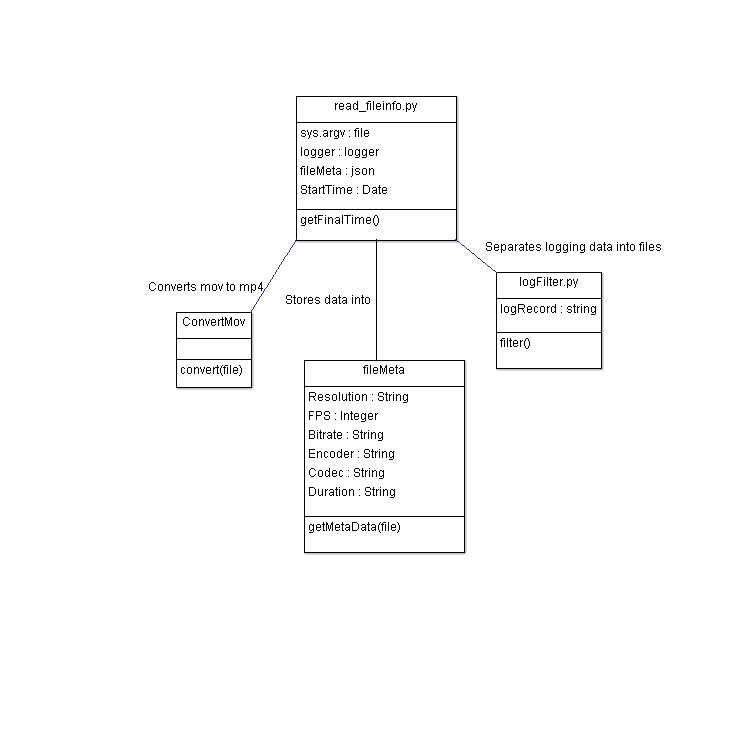 read_fileinfo.py
sys.argv : file
logger : logger
fileMeta : json
StartTime : Date
getFinalTime()
Separates logging data into files
Converts mov to mp4
Stores data into
logFilter.py
logRecord : string
filter()
ConvertMov
convert(file)
fileMeta
Resolution : String
FPS : Integer
Bitrate : String
Encoder : String
Codec : String
Duration : String
getMetaData(file)